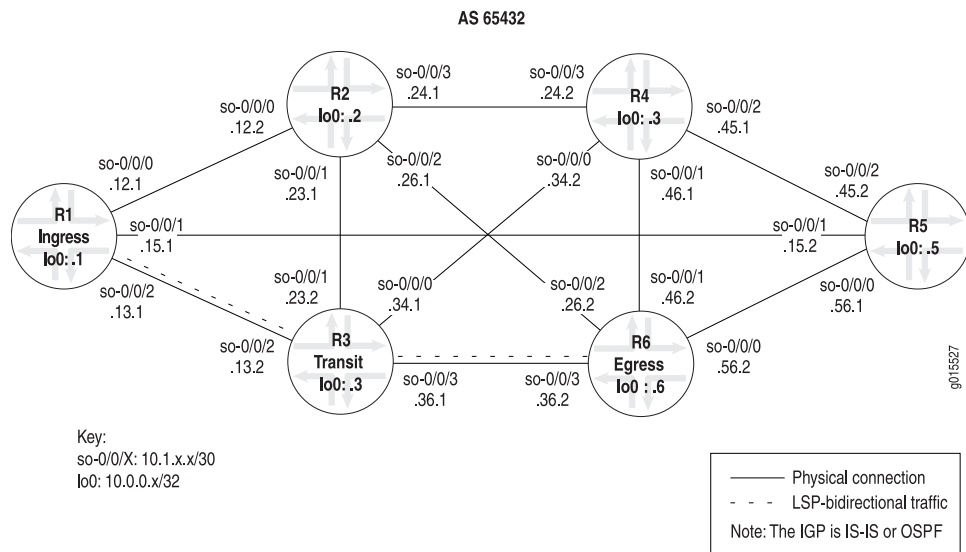 AS 65432
R2
lo0: .2
so-0/0/3
.24.1
so-0/0/3
.24.2
R4
lo0: .3
so-0/0/0
.12.2
so-0/0/2
.45.1
so-0/0/0
.12.1
so-0/0/1
.23.1
so-0/0/2
.26.1
so-0/0/0
.34.2
so-0/0/1
.46.1
so-0/0/2
.45.2
R1
Ingress
lo0: .1
so-0/0/1
.15.1
so-0/0/1
.15.2
R5
lo0: .5
so-0/0/2
.13.1
so-0/0/1
.23.2
so-0/0/0
.34.1
so-0/0/2
.26.2
so-0/0/1
.46.2
so-0/0/0
.56.1
so-0/0/2
.13.2
R3
Transit
lo0: .3
so-0/0/3
.36.1
so-0/0/3
.36.2
R6
Egress
lo0 : .6
so-0/0/0
.56.2
g015527
Key:
so-0/0/X: 10.1.x.x/30
lo0: 10.0.0.x/32
Physical connection
LSP-bidirectional traffic
Note: The IGP is IS-IS or OSPF